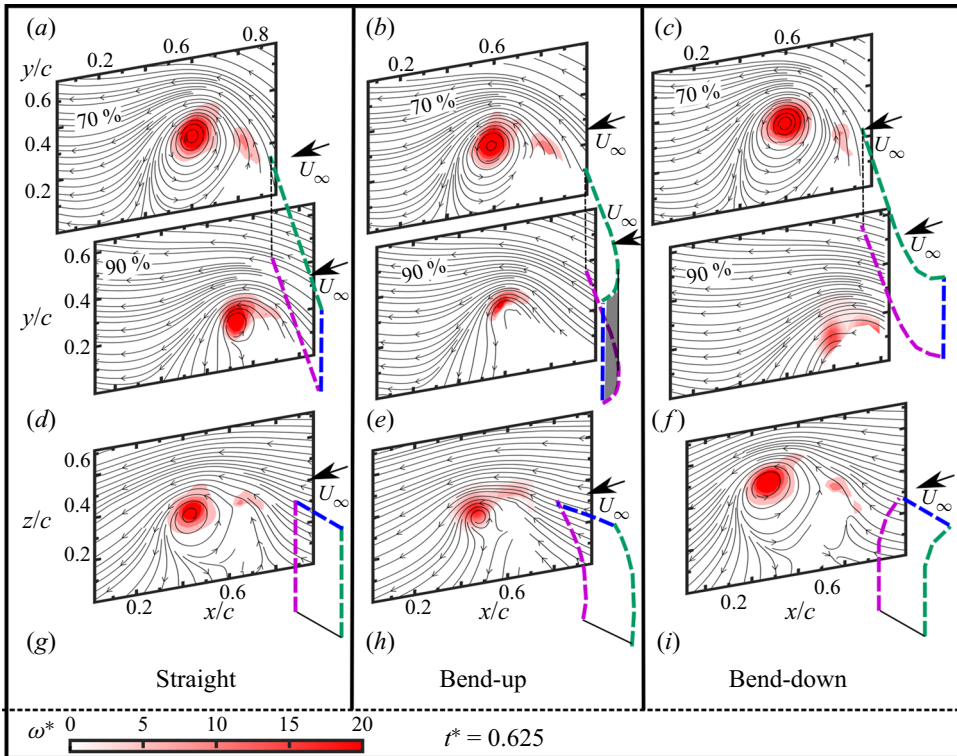 (a)
(b)
(c)
0.2 0.6 0.8
0.2 0.6
0.2 0.6
y/c
0.6
0.4
0.2
70 %
70 %
70 %
U∞
U∞
U∞
90 %
90 %
90 %
y/c
0.4
0.2
U∞
(d)
(e)
(f)
0.6
0.4
0.2
z/c
U∞
U∞
U∞
0.2 0.6
0.2 0.6
0.2 0.6
x/c
x/c
x/c
(g)
(h)
(i)
Straight
Bend-up
Bend-down
ω* 0 5 10 15 20
t* = 0.625